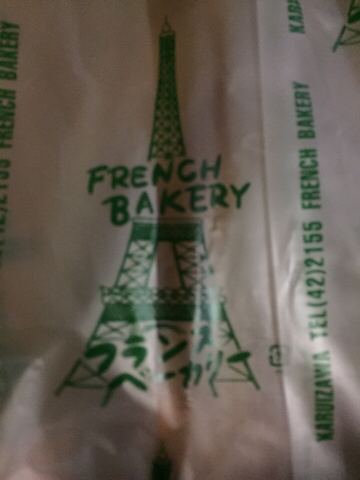 FRENCH
BAKERY
フランス
ベーカリー
KARUIZAWA TEL(42)2155 FRENCH BAKERY
2155 FRENCH BAKERY